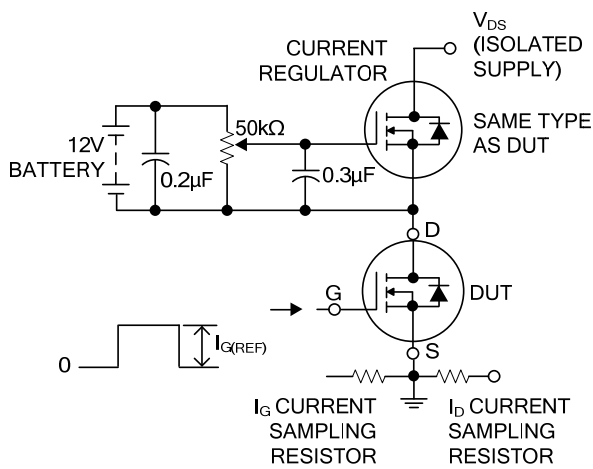 V_DS
(ISOLATED
SUPPLY)
CURRENT
REGULATOR
SAME TYPE
AS DUT
12V
BATTERY
0.2µF
50kΩ
0.3µF
D
DUT
G
I_G(REF)
0
S
I_G CURRENT
SAMPLING
RESISTOR
I_D CURRENT
SAMPLING
RESISTOR